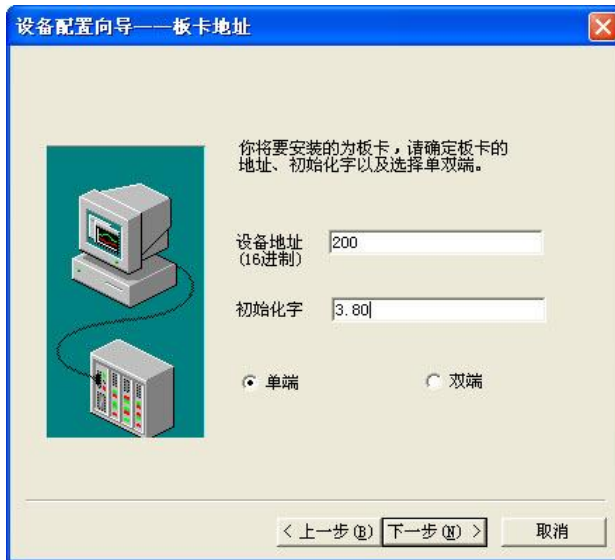 设备配置向导——板卡地址
你将要安装的为板卡，请确定板卡的
地址、初始化字以及选择单双端。
设备地址
(16进制)
200
初始化字
3.80
单端
双端
< 上一步(B)
下一步(N) >
取消